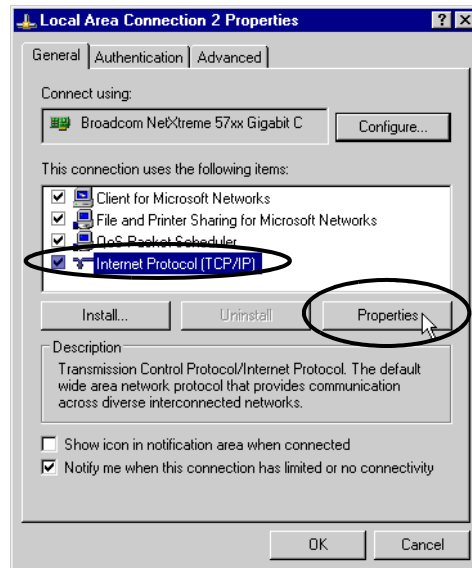 Local Area Connection 2 Properties
General Authentication Advanced
Connect using:
Broadcom NetXtreme 57xx Gigabit C Configure...
This connection uses the following items:
Client for Microsoft Networks
File and Printer Sharing for Microsoft Networks
QoS Packet Scheduler
Internet Protocol (TCP/IP)
Install... Uninstall Properties
Description
Transmission Control Protocol/Internet Protocol. The default
wide area network protocol that provides communication
across diverse interconnected networks.
Show icon in notification area when connected
Notify me when this connection has limited or no connectivity
OK Cancel